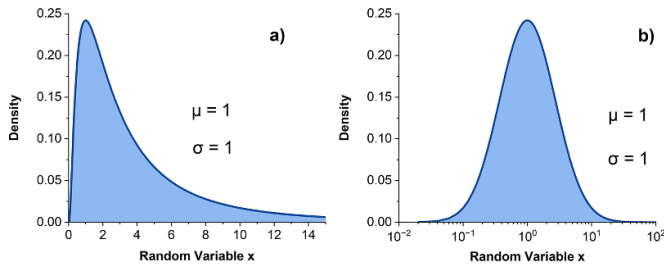 a)
0.25
0.20
0.15
0.10
0.05
0.00
Density
μ = 1
σ = 1
0 2 4 6 8 10 12 14
Random Variable x
b)
0.25
0.20
0.15
0.10
0.05
0.00
Density
μ = 1
σ = 1
10⁻² 10⁻¹ 10⁰ 10¹ 10²
Random Variable x